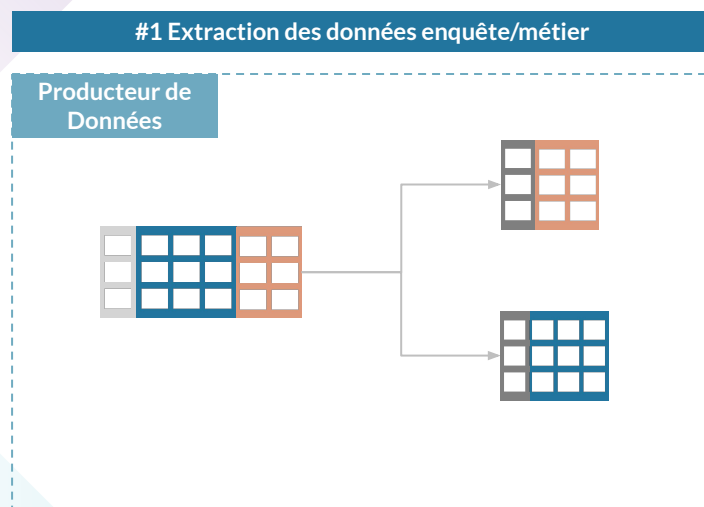 #1 Extraction des données enquête/métier
Producteur de
Données